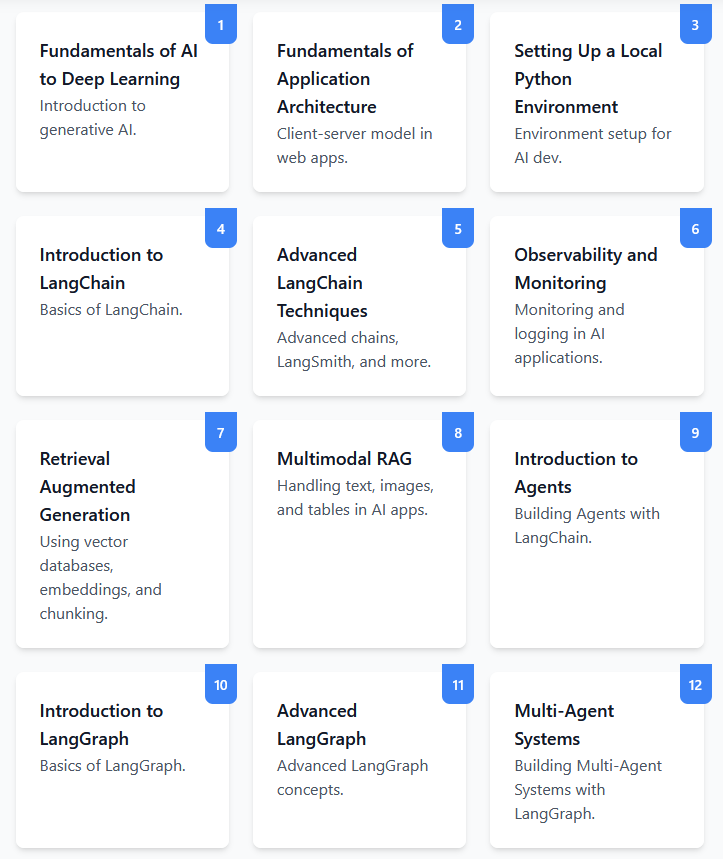 1
Fundamentals of AI
to Deep Learning
Introduction to
generative AI.
2
Fundamentals of
Application
Architecture
Client-server model in
web apps.
3
Setting Up a Local
Python
Environment
Environment setup for
AI dev.
4
Introduction to
LangChain
Basics of LangChain.
5
Advanced
LangChain
Techniques
Advanced chains,
LangSmith, and more.
6
Observability and
Monitoring
Monitoring and
logging in AI
applications.
7
Retrieval
Augmented
Generation
Using vector
databases,
embeddings, and
chunking.
8
Multimodal RAG
Handling text, images,
and tables in AI apps.
9
Introduction to
Agents
Building Agents with
LangChain.
10
Introduction to
LangGraph
Basics of LangGraph.
11
Advanced
LangGraph
Advanced LangGraph
concepts.
12
Multi-Agent
Systems
Building Multi-Agent
Systems with
LangGraph.